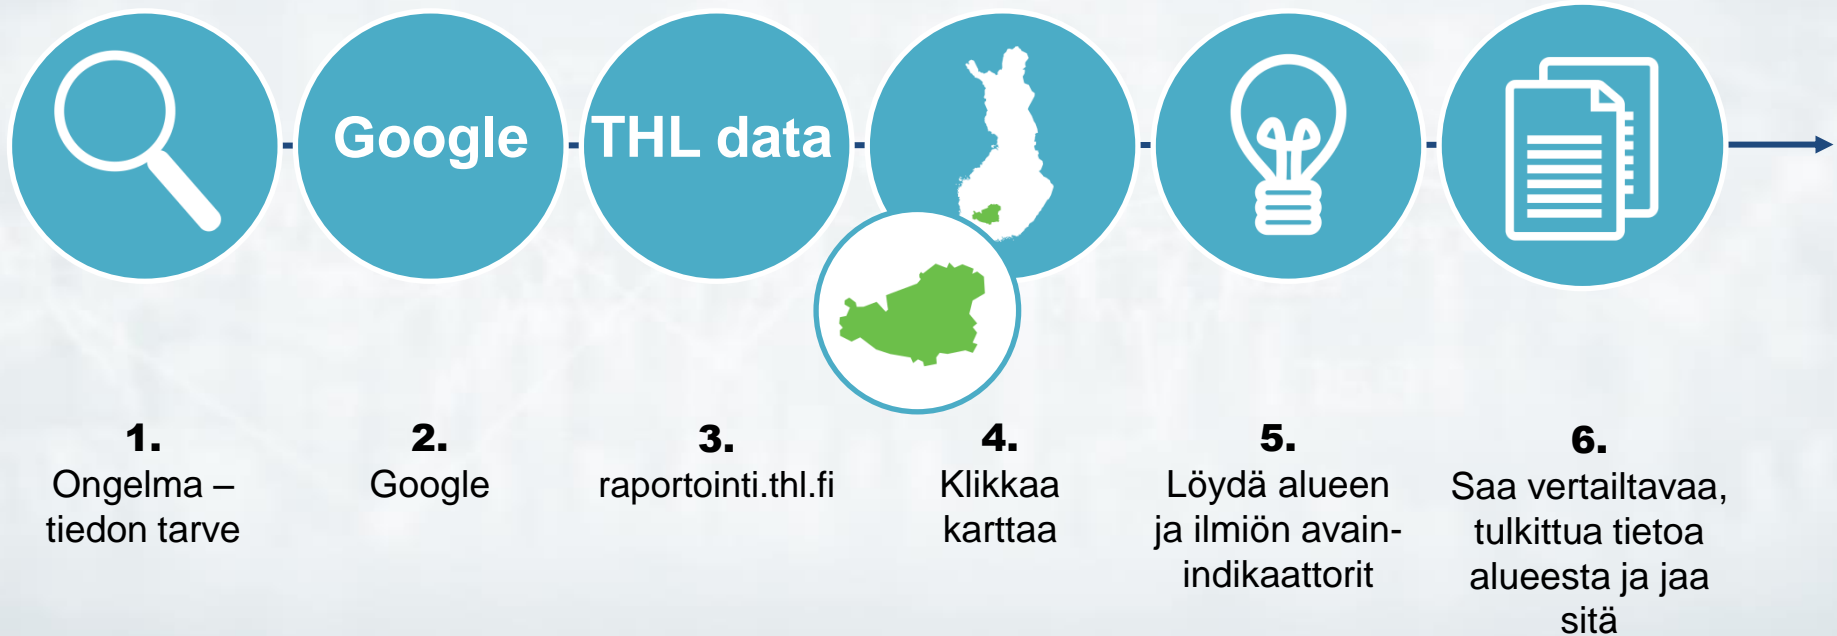 Google
THL data
1.
Ongelma –
tiedon tarve
2.
Google
3.
raportointi.thl.fi
4.
Klikkaa
karttaa
5.
Löydä alueen
ja ilmiön avain-
indikaattorit
6.
Saa vertailtavaa,
tulkittua tietoa
alueesta ja jaa
sitä